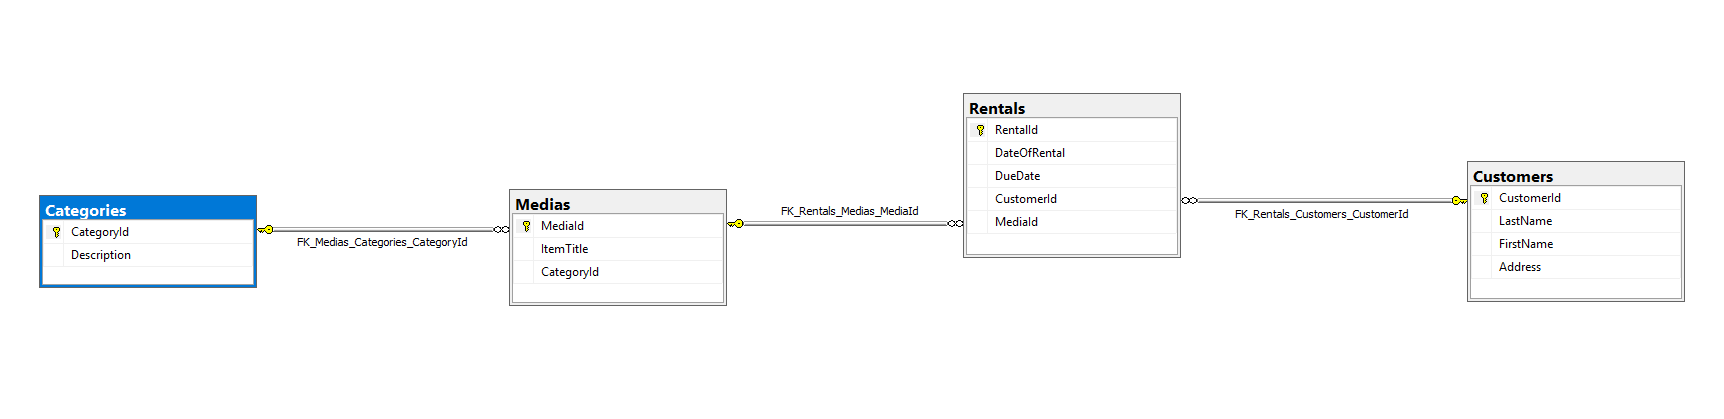 Categories
CategoryId
Description
FK_Medias_Categories_CategoryId
Medias
MediaId
ItemTitle
CategoryId
FK_Rentals_Medias_MediaId
Rentals
RentalId
DateOfRental
DueDate
CustomerId
MediaId
FK_Rentals_Customers_CustomerId
Customers
CustomerId
LastName
FirstName
Address